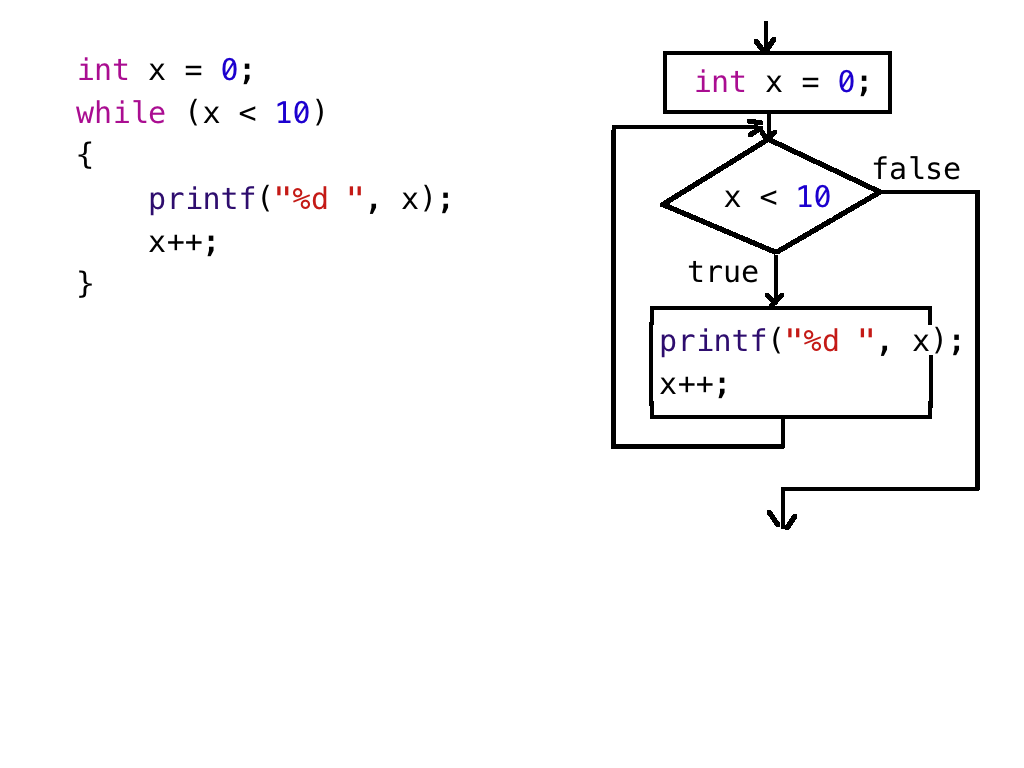 int x = 0;
while (x < 10)
{
    printf("%d ", x);
    x++;
}
int x = 0;
x < 10
false
true
printf("%d ", x);
x++;